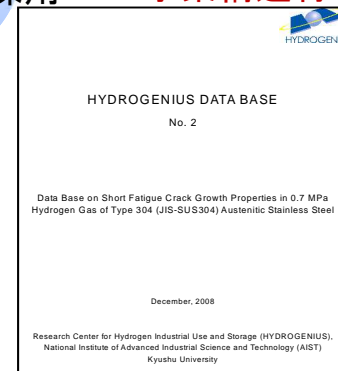 HYDROGEN
HYDROGENIUS DATA BASE
No. 2
Data Base on Short Fatigue Crack Growth Properties in 0.7 MPa
Hydrogen Gas of Type 304 (JIS-SUS304) Austenitic Stainless Steel
December, 2008
Research Center for Hydrogen Industrial Use and Storage (HYDROGENIUS),
National Institute of Advanced Industrial Science and Technology (AIST)
Kyushu University